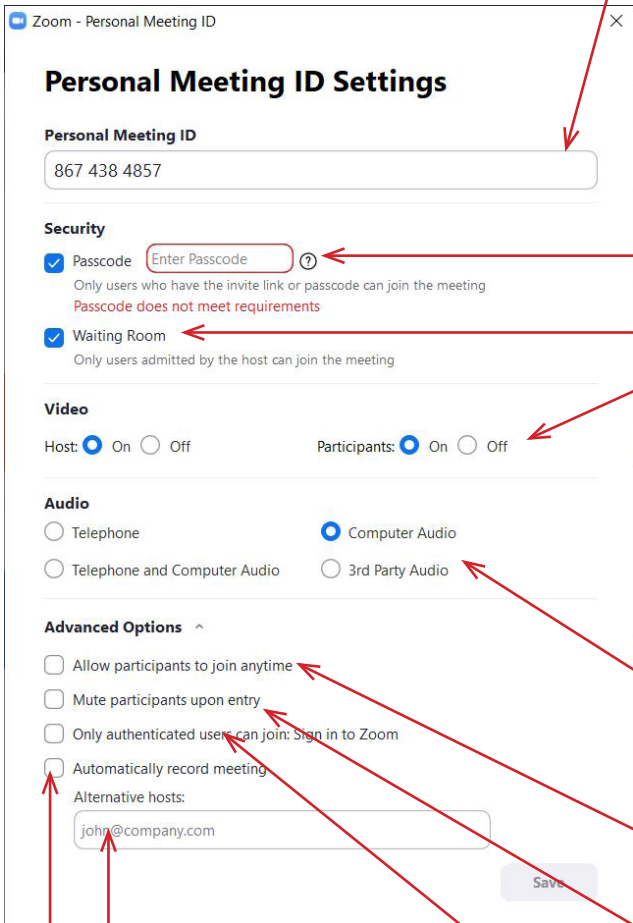 Zoom - Personal Meeting ID
Personal Meeting ID Settings
Personal Meeting ID
867 438 4857
Security
Passcode Enter Passcode ?
Only users who have the invite link or passcode can join the meeting
Passcode does not meet requirements
Waiting Room
Only users admitted by the host can join the meeting
Video
Host: On Off Participants: On Off
Audio
Telephone Computer Audio
Telephone and Computer Audio 3rd Party Audio
Advanced Options
Allow participants to join anytime
Mute participants upon entry
Only authenticated users can join: Sign in to Zoom
Automatically record meeting
Alternative hosts:
john@company.com
Save